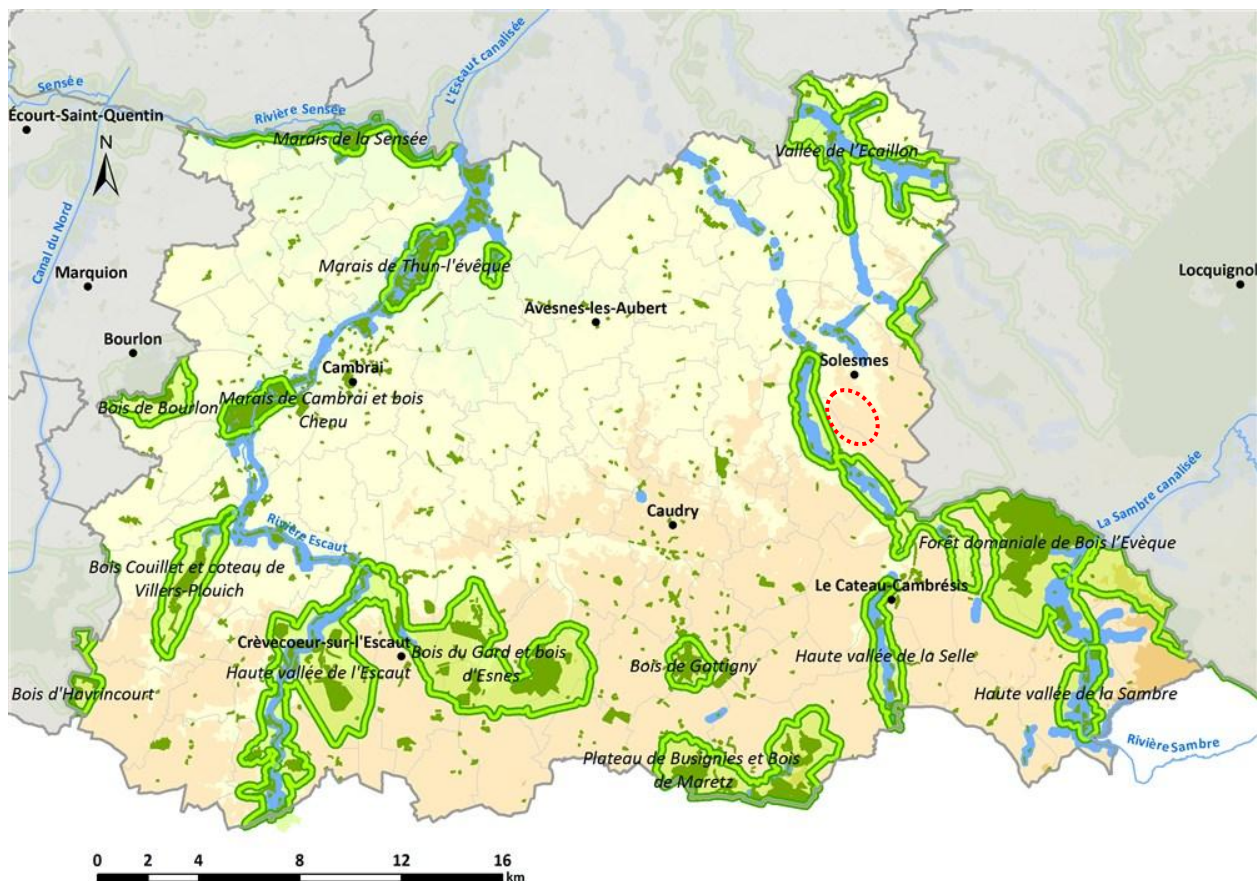 L'Escaut canalisée
Sensée
Rivière Sensée
Écourt-Saint-Quentin
Marais de la Sensée
N
Vallée de l'Ecaillon
Canal du Nord
Marquion
Marais de Thun-l'évêque
Locquignol
Avesnes-les-Aubert
Bourlon
Solesmes
Cambrai
Bois de Bourlon
Marais de Cambrai et bois
Chenu
La Sambre canalisée
Caudry
Rivière Escaut
Forêt domaniale de Bois l'Evèque
Bois Couillet et coteau de
Villers-Plouich
Le Cateau-Cambrésis
Crèvecoeur-sur-l'Escaut
Haute vallée de l'Escaut
Bois du Gard et bois
d'Esnes
Bois de Gattigny
Haute vallée de la Selle
Bois d'Havrincourt
Haute vallée de la Sambre
Rivière Sambre
Plateau de Busignies et Bois
de Maretz
0 2 4 8 12 16
km